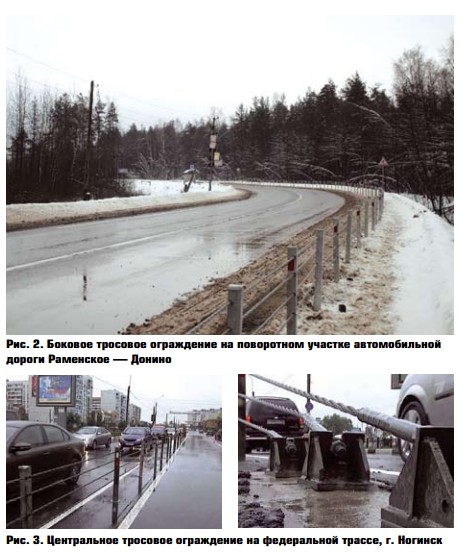 Рис. 2. Боковое тросовое ограждение на поворотном участке автомобильной
дороги Раменское — Донино
Рис. 3. Центральное тросовое ограждение на федеральной трассе, г. Ногинск